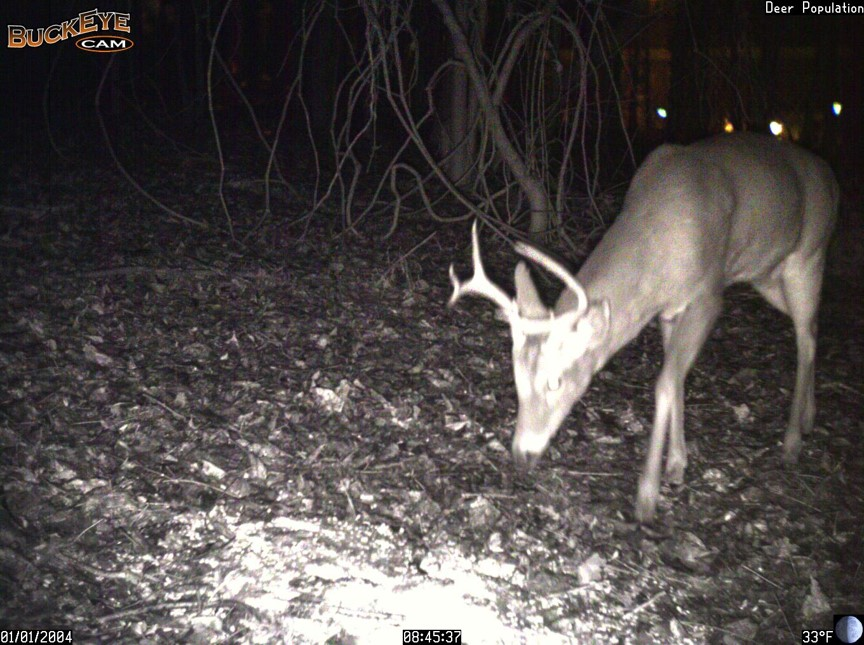 BUCKEYE
CAM
Deer Population
01/01/2004
08:45:37
33°F